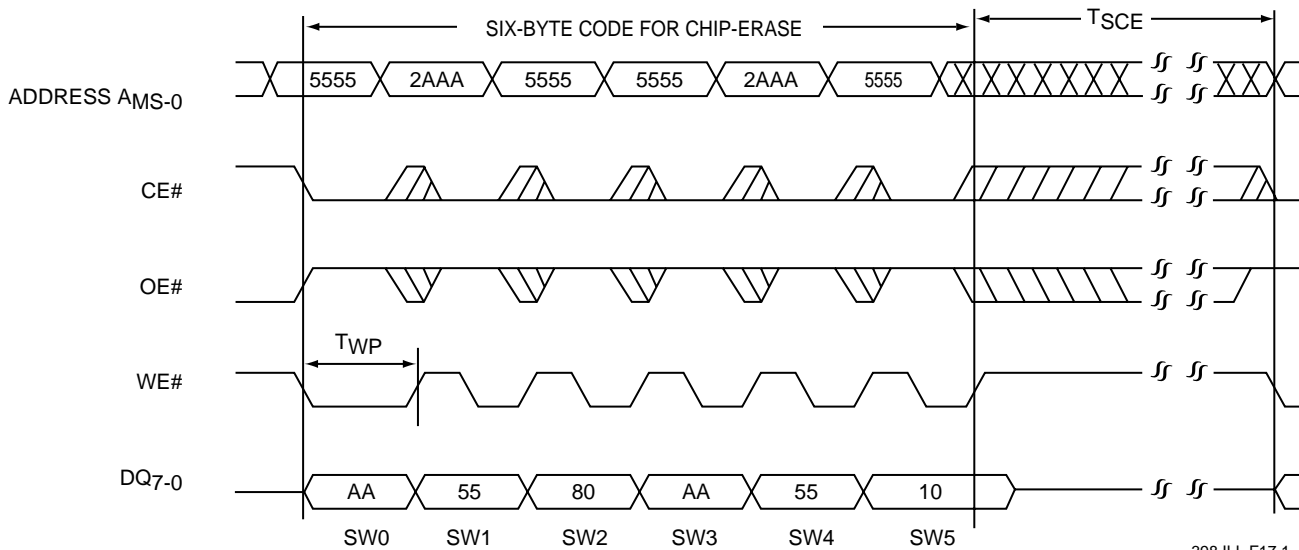 SIX-BYTE CODE FOR CHIP-ERASE TSCE
ADDRESS AMS-0 5555 2AAA 5555 5555 2AAA 5555
CE#
OE#
TWP
WE#
DQ7-0 AA 55 80 AA 55 10
SW0 SW1 SW2 SW3 SW4 SW5